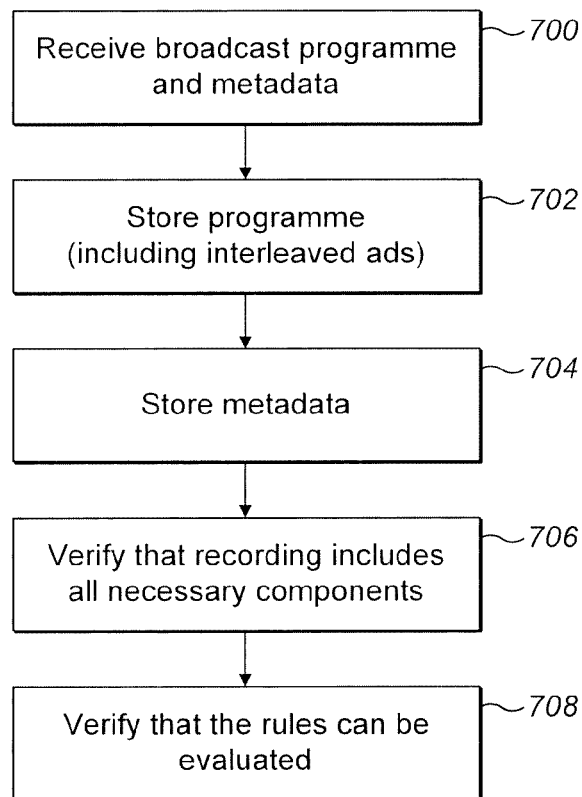 Receive broadcast programme
and metadata
700
Store programme
(including interleaved ads)
702
Store metadata
704
Verify that recording includes
all necessary components
706
Verify that the rules can be
evaluated
708